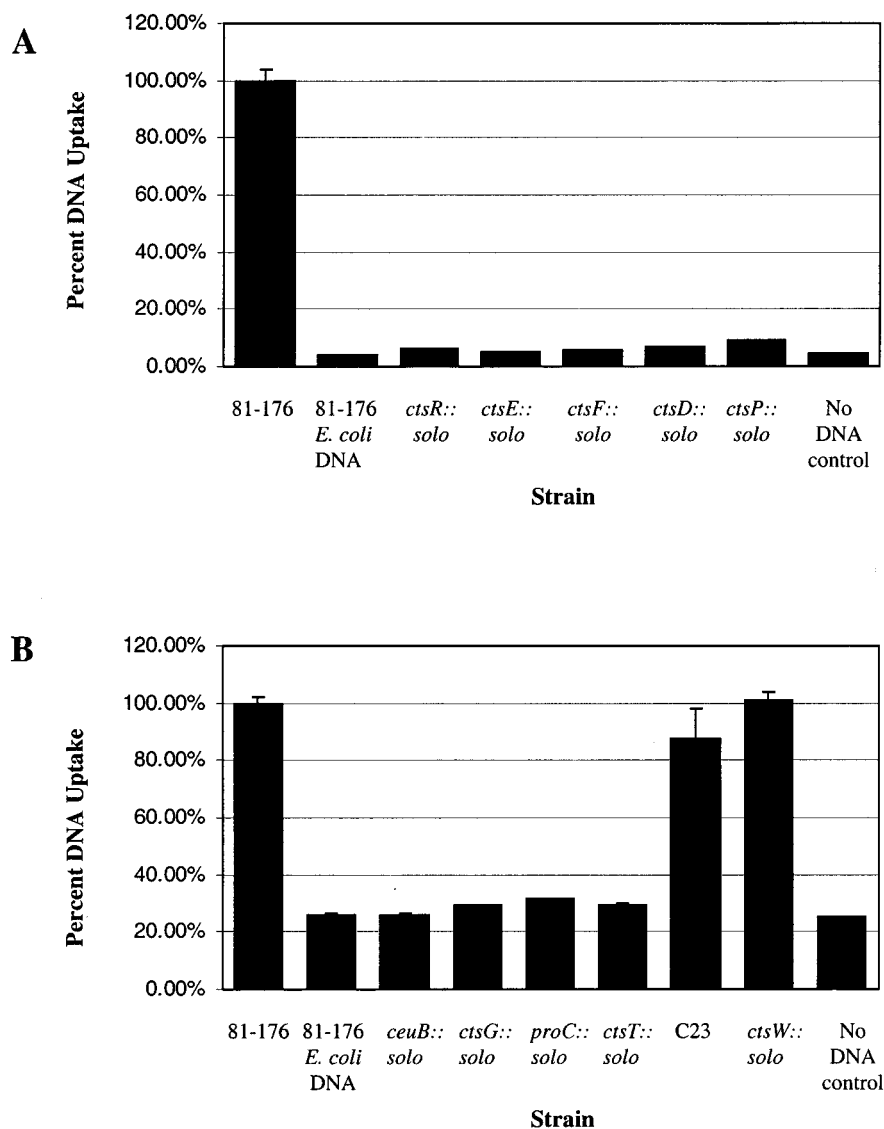 A
120.00%
100.00%
80.00%
60.00%
40.00%
20.00%
0.00%
Percent DNA Uptake
81-176 81-176 ctsR:: ctsE:: ctsF:: ctsD:: ctsP:: No
E. coli solo solo solo solo solo DNA
DNA control
Strain
B
120.00%
100.00%
80.00%
60.00%
40.00%
20.00%
0.00%
Percent DNA Uptake
81-176 81-176 ceuB:: ctsG:: proC:: ctsT:: C23 ctsW:: No
E. coli solo solo solo solo solo DNA
DNA control
Strain